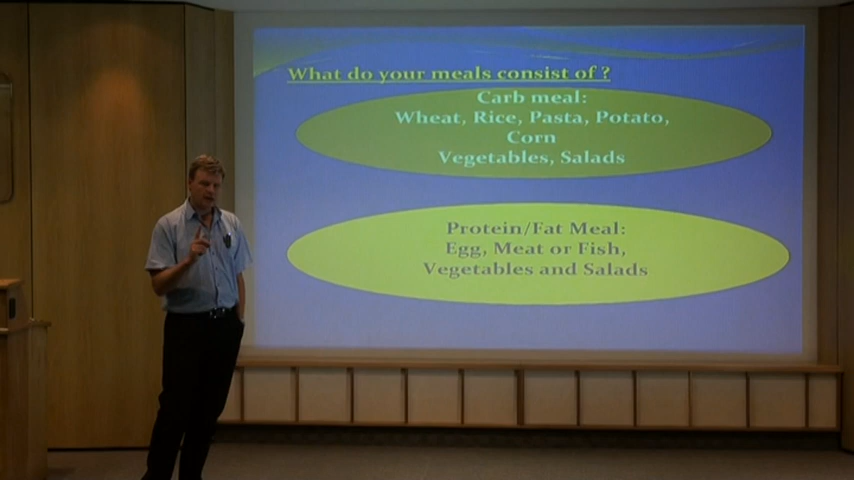 What do your meals consist of ?
Carb meal:
Wheat, Rice, Pasta, Potato,
Corn
Vegetables, Salads
Protein/Fat Meal:
Egg, Meat or Fish,
Vegetables and Salads